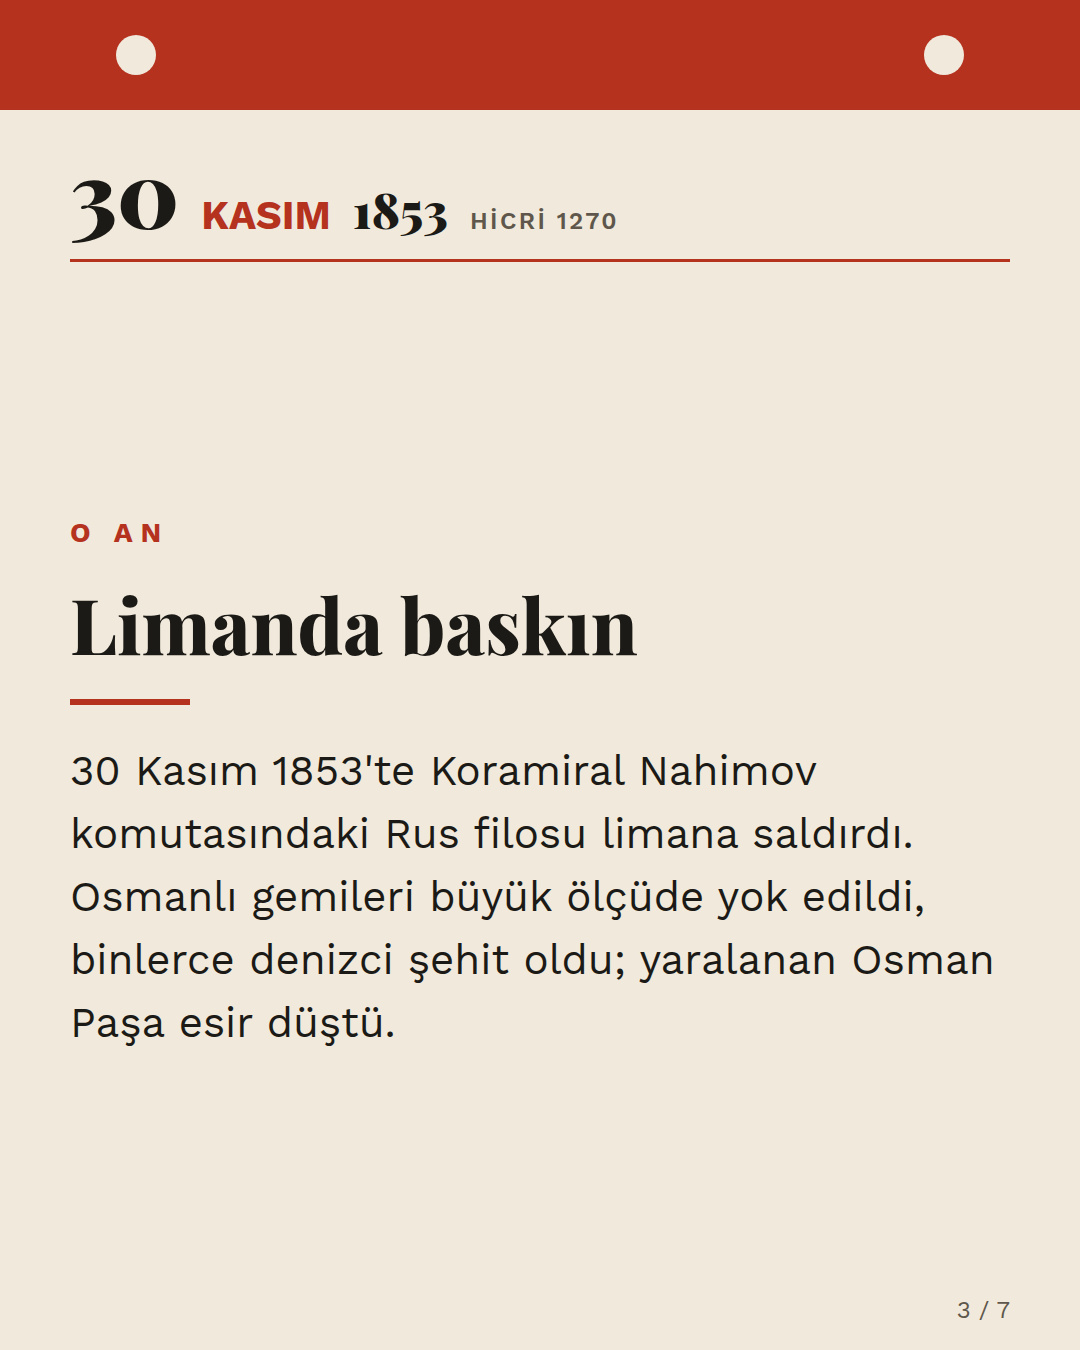 30 KASIM 1853 HİCRİ 1270
O AN
Limanda baskın
30 Kasım 1853'te Koramiral Nahimov
komutasındaki Rus filosu limana saldırdı.
Osmanlı gemileri büyük ölçüde yok edildi,
binlerce denizci şehit oldu; yaralanan Osman
Paşa esir düştü.
3 / 7